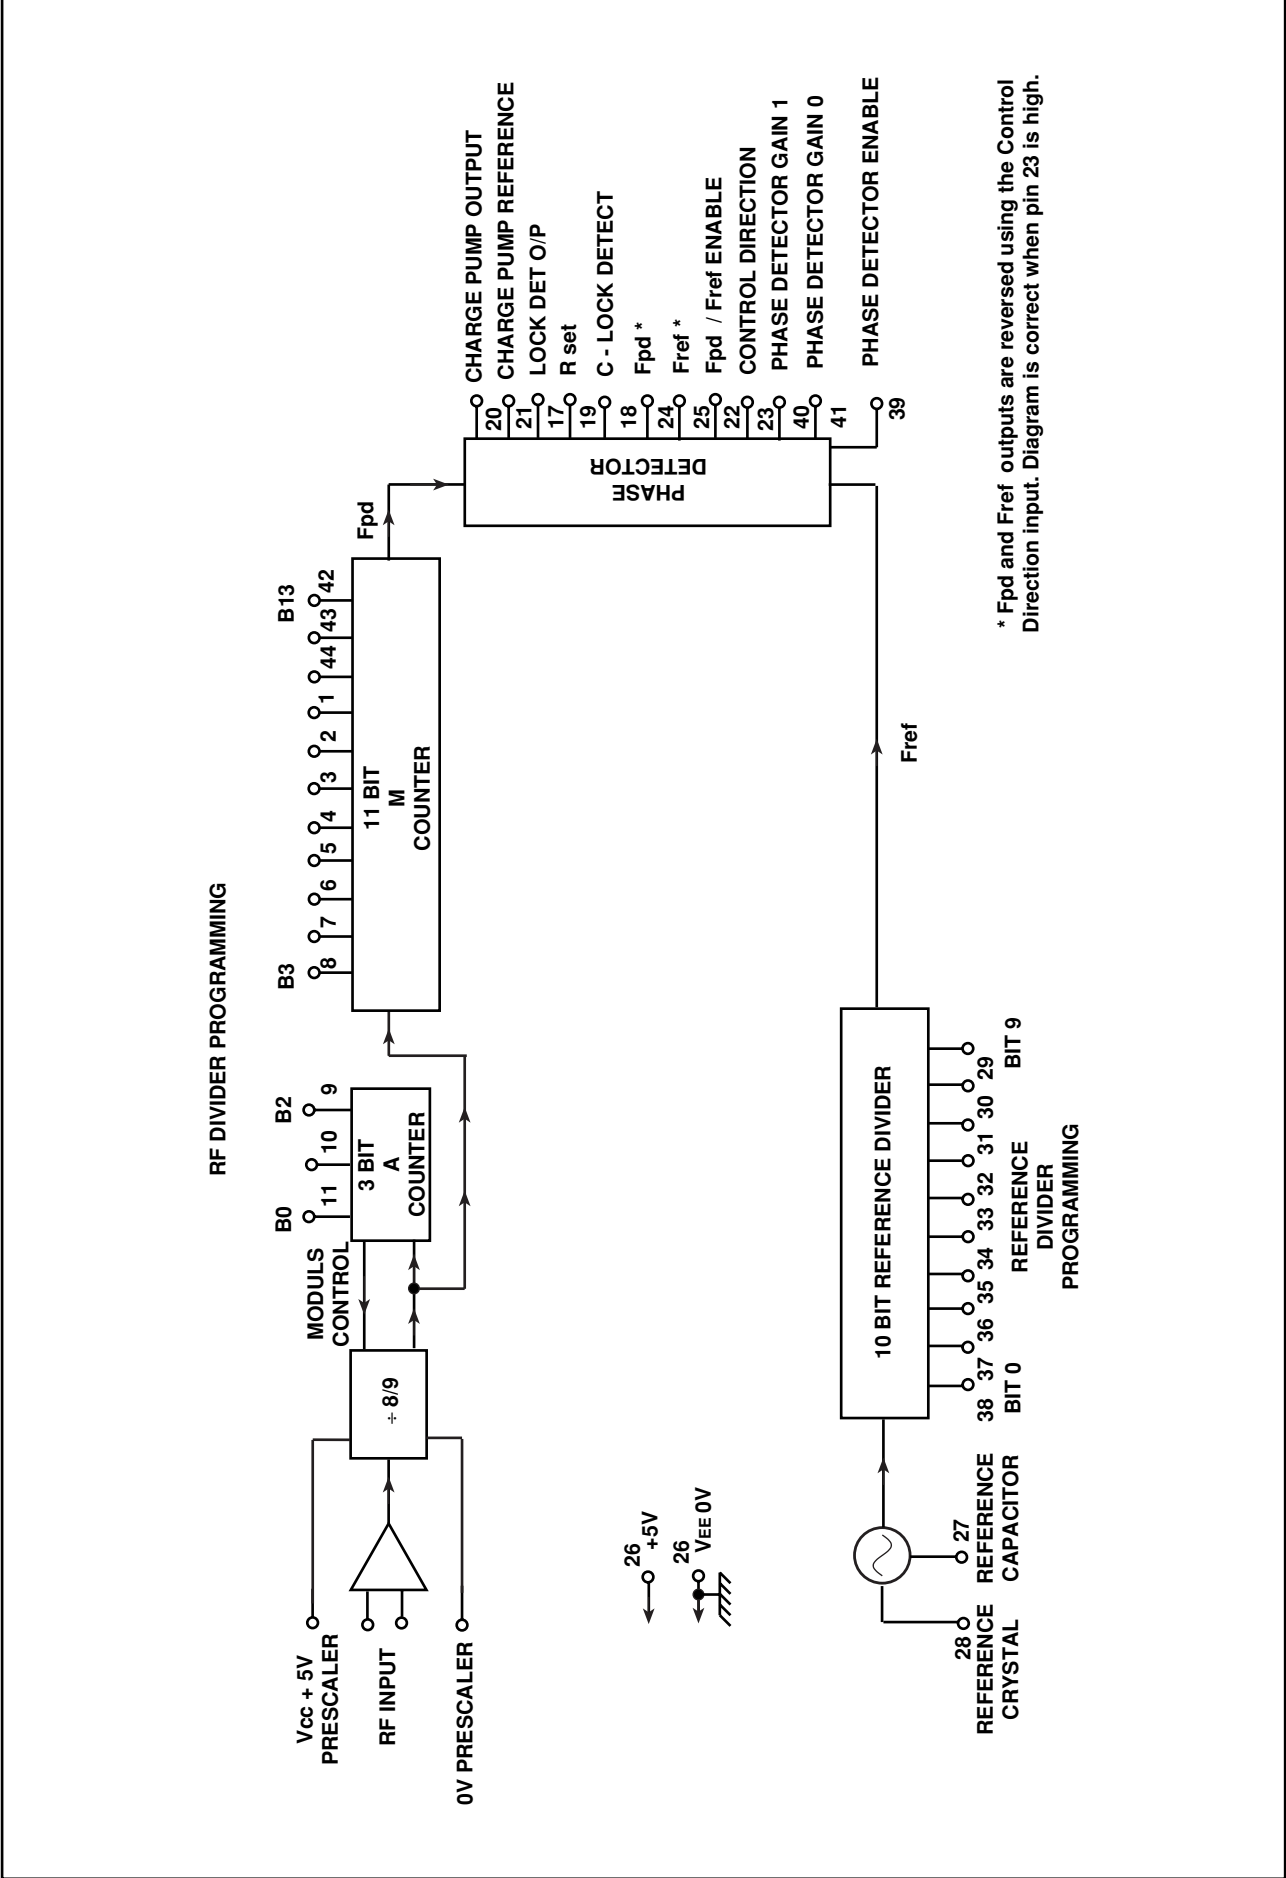 RF DIVIDER PROGRAMMING
B0
B2
B3
B13
11
10
9
8
7
6
5
4
3
2
1
44
43
42
MODULS
CONTROL
3 BIT
A
COUNTER
11 BIT
M
COUNTER
Fpd
÷ 8/9
Vcc + 5V
PRESCALER
RF INPUT
0V PRESCALER
PHASE
DETECTOR
20
CHARGE PUMP OUTPUT
21
CHARGE PUMP REFERENCE
17
LOCK DET O/P
19
R set
18
C - LOCK DETECT
24
Fpd *
25
Fref *
22
Fpd / Fref ENABLE
23
CONTROL DIRECTION
40
PHASE DETECTOR GAIN 1
41
PHASE DETECTOR GAIN 0
39
PHASE DETECTOR ENABLE
26
+5V
26
VEE 0V
10 BIT REFERENCE DIVIDER
Fref
28
REFERENCE
CRYSTAL
27
REFERENCE
CAPACITOR
38
37
36
35
34
33
32
31
30
29
BIT 0
BIT 9
REFERENCE
DIVIDER
PROGRAMMING
* Fpd and Fref outputs are reversed using the Control
Direction input. Diagram is correct when pin 23 is high.